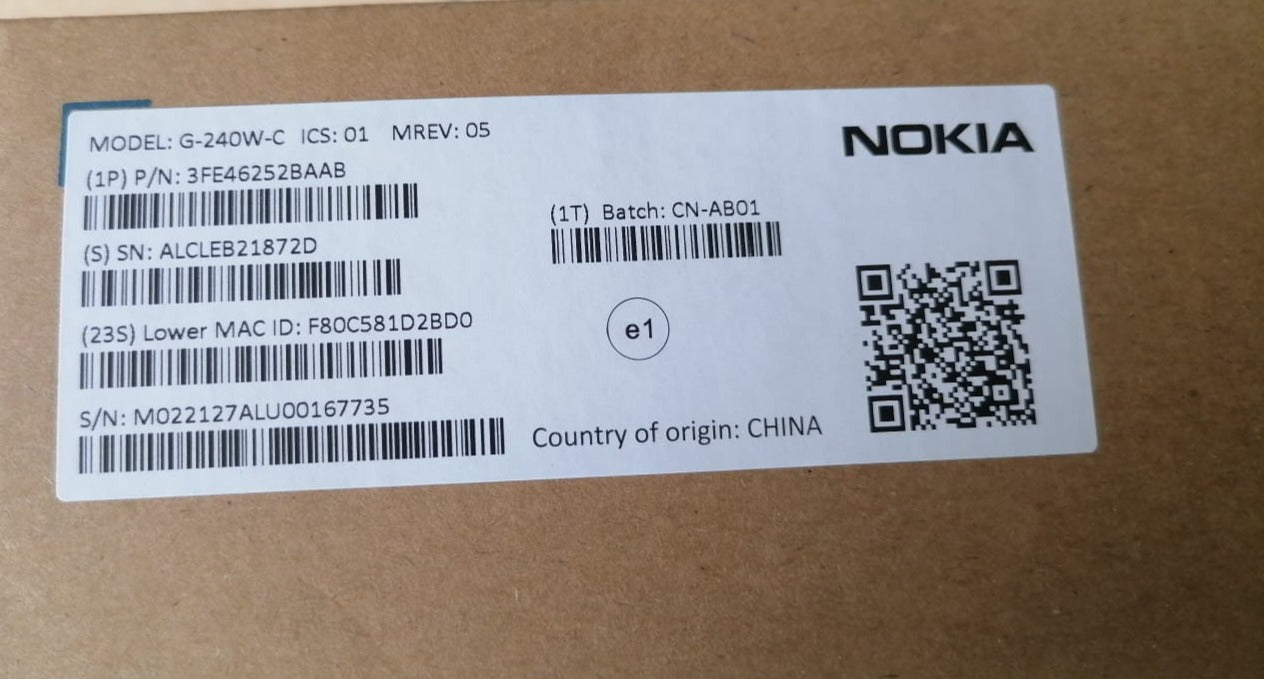 MODEL: G-240W-C ICS: 01 MREV: 05
NOKIA
(1P) P/N: 3FE46252BAAB
(1T) Batch: CN-AB01
(S) SN: ALCLEB21872D
(23S) Lower MAC ID: F80C581D2BD0
e1
S/N: M022127ALU00167735
Country of origin: CHINA